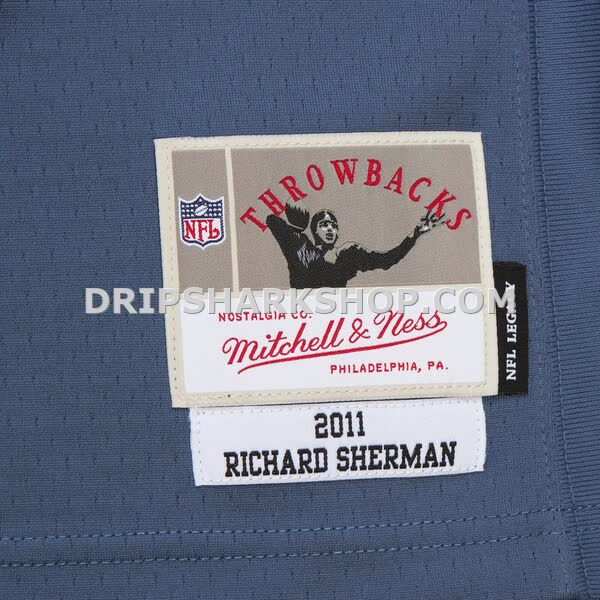 THROWBACKS
NFL
DRIPSHARKSHOP.COM
NOSTALGIA CO.
Mitchell & Ness
PHILADELPHIA, PA.
NFL LEGACY
2011
RICHARD SHERMAN